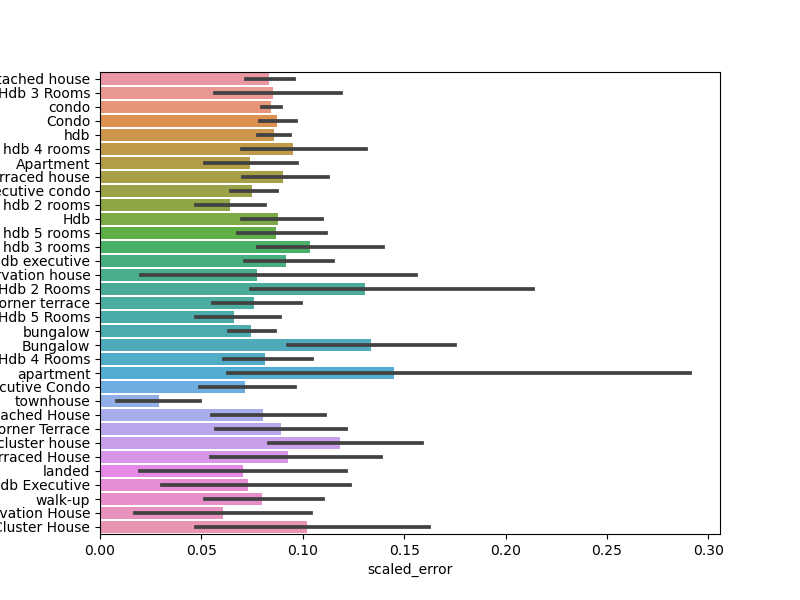 tached house
Hdb 3 Rooms
condo
Condo
hdb
hdb 4 rooms
Apartment
rraced house
ecutive condo
hdb 2 rooms
Hdb
hdb 5 rooms
hdb 3 rooms
db executive
rvation house
Hdb 2 Rooms
orner terrace
Hdb 5 Rooms
bungalow
Bungalow
Hdb 4 Rooms
apartment
cutive Condo
townhouse
ached House
orner Terrace
cluster house
rraced House
landed
db Executive
walk-up
vation House
Cluster House
0.00 0.05 0.10 0.15 0.20 0.25 0.30
scaled_error